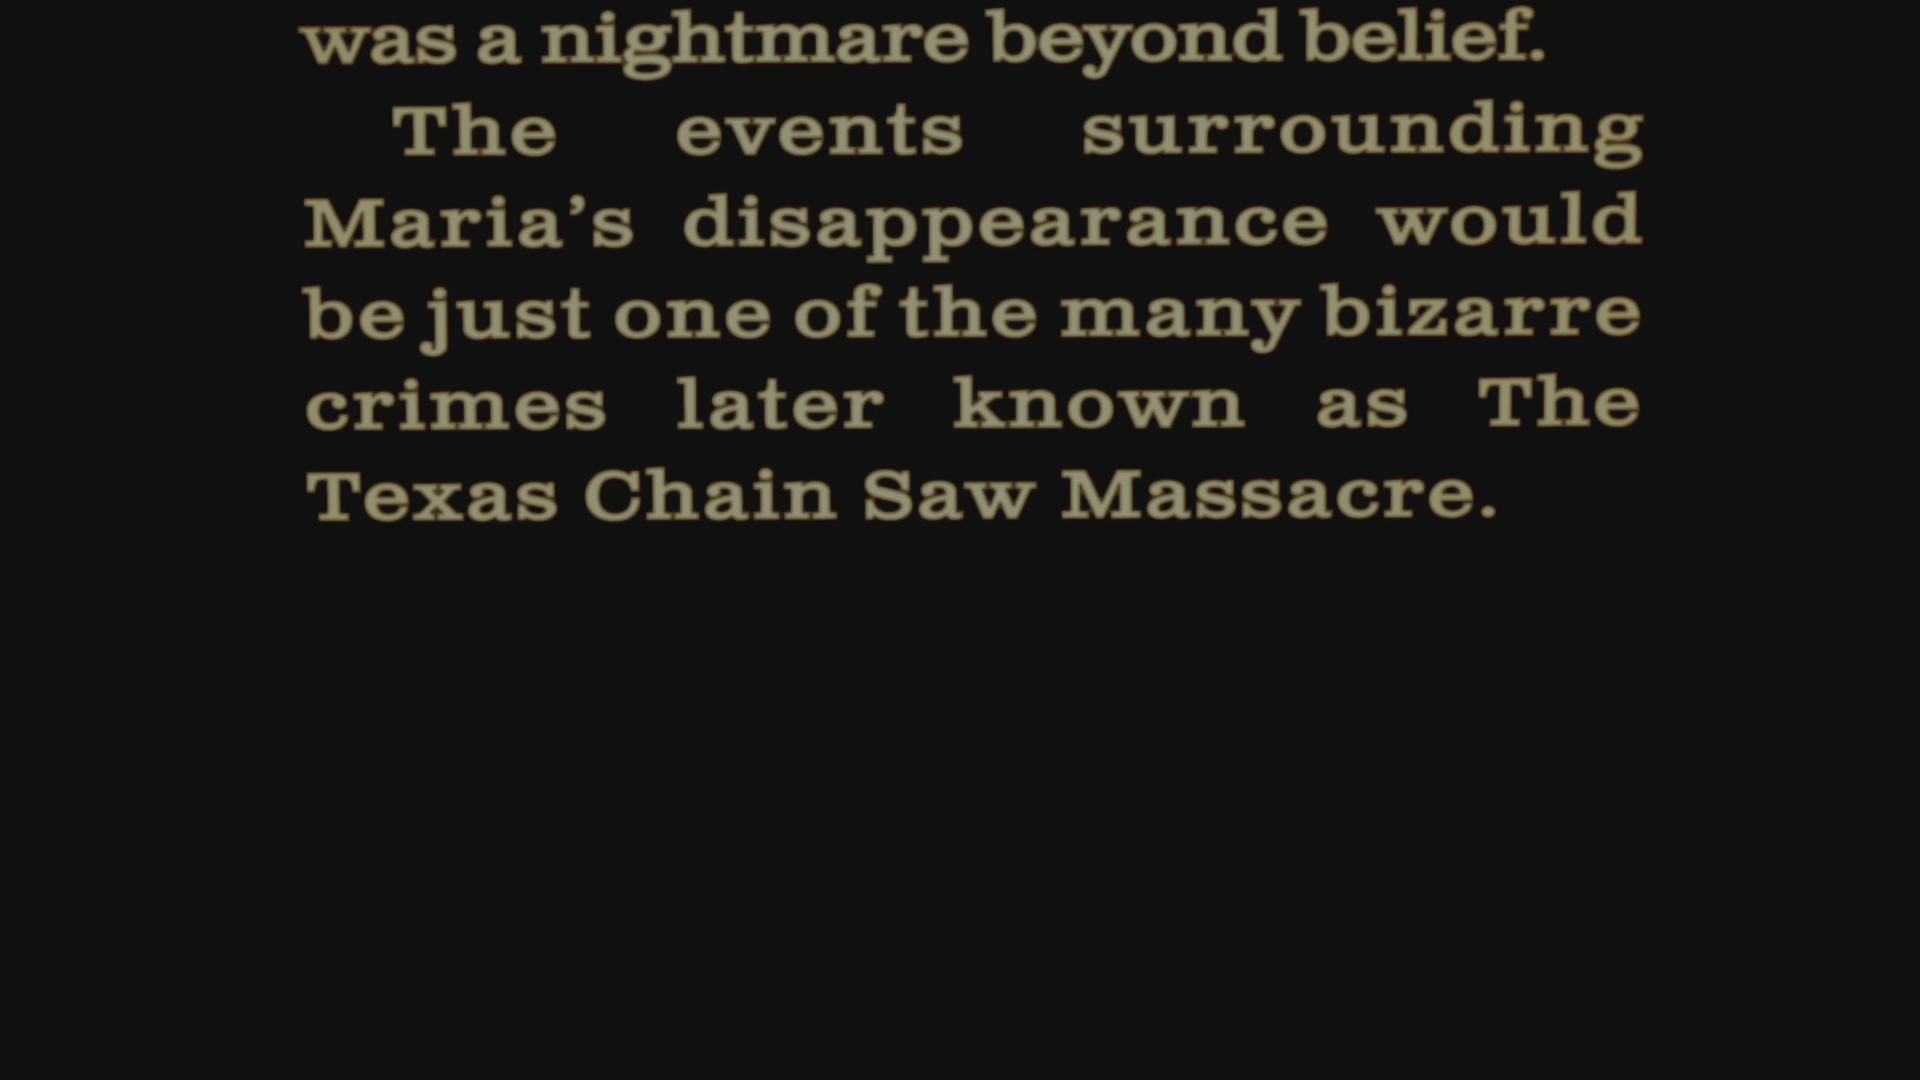 was a nightmare beyond belief.
The events surrounding
Maria’s disappearance would
be just one of the many bizarre
crimes later known as The
Texas Chain Saw Massacre.